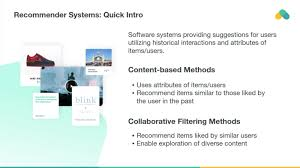 Recommender Systems: Quick Intro
Software systems providing suggestions for users
utilizing historical interactions and attributes of
items/users.
Content-based Methods
• Uses attributes of items/users
• Recommend items similar to those liked by
the user in the past
blink
Collaborative Filtering Methods
• Recommend items liked by similar users
• Enable exploration of diverse content